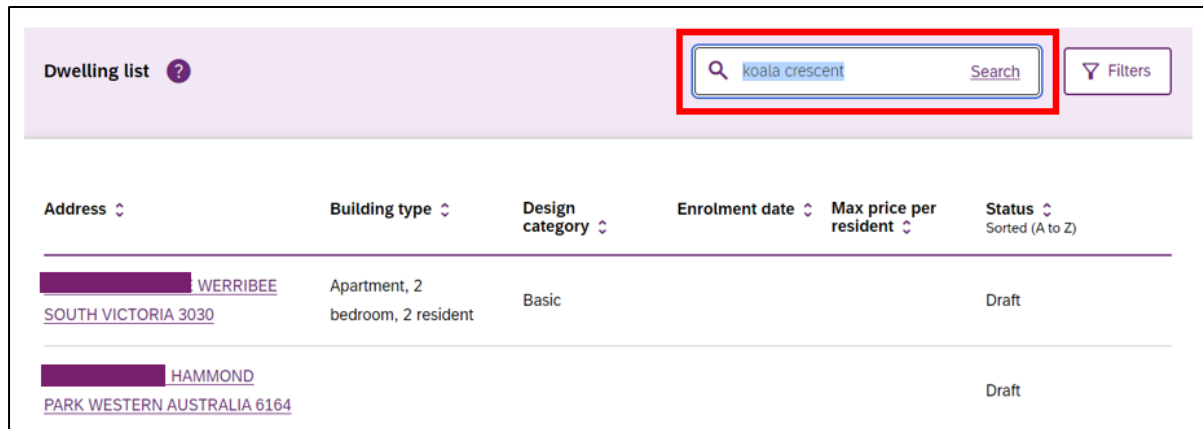 Dwelling list ?
koala crescent Search
Filters
Address Building type Design category Enrolment date Max price per resident Status
Sorted (A to Z)
WERRIBEE
SOUTH VICTORIA 3030
Apartment, 2
bedroom, 2 resident
Basic
Draft
HAMMOND
PARK WESTERN AUSTRALIA 6164
Draft